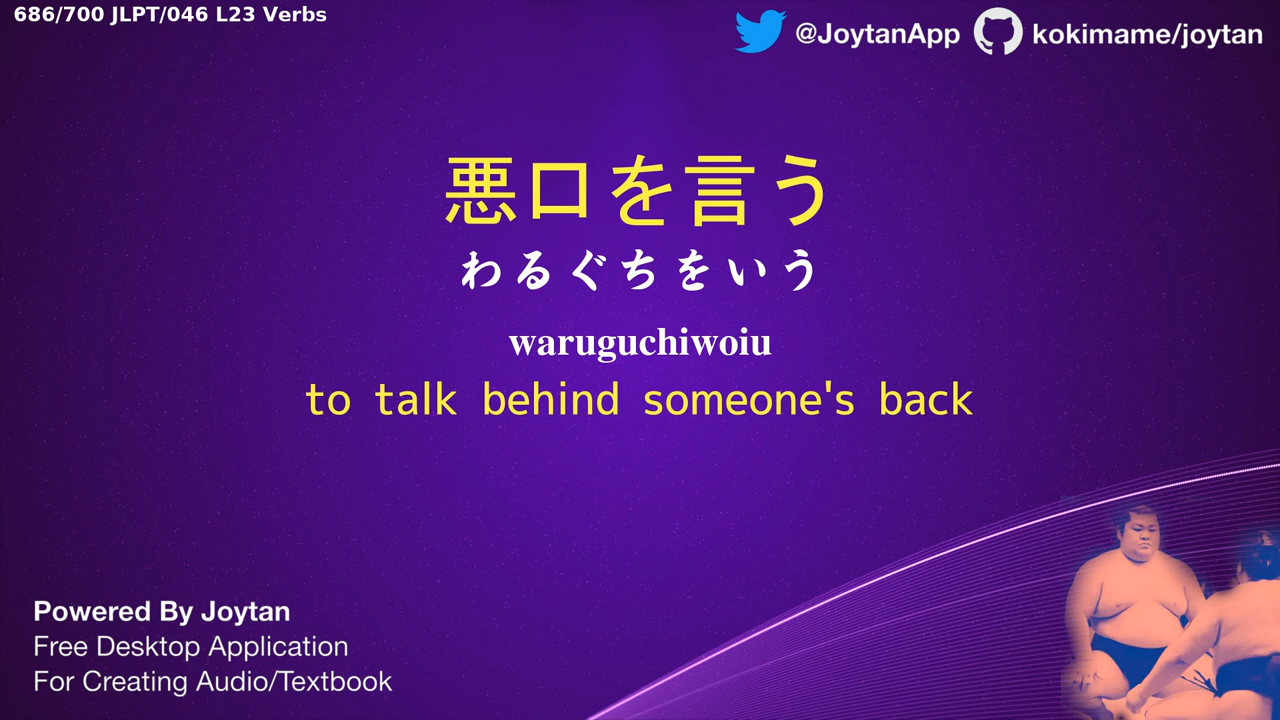 686/700 JLPT/046 L23 Verbs
@JoytanApp kokimame/joytan
悪口を言う
わるぐちをいう
waruguchiwoiu
to talk behind someone's back
Powered By Joytan
Free Desktop Application
For Creating Audio/Textbook